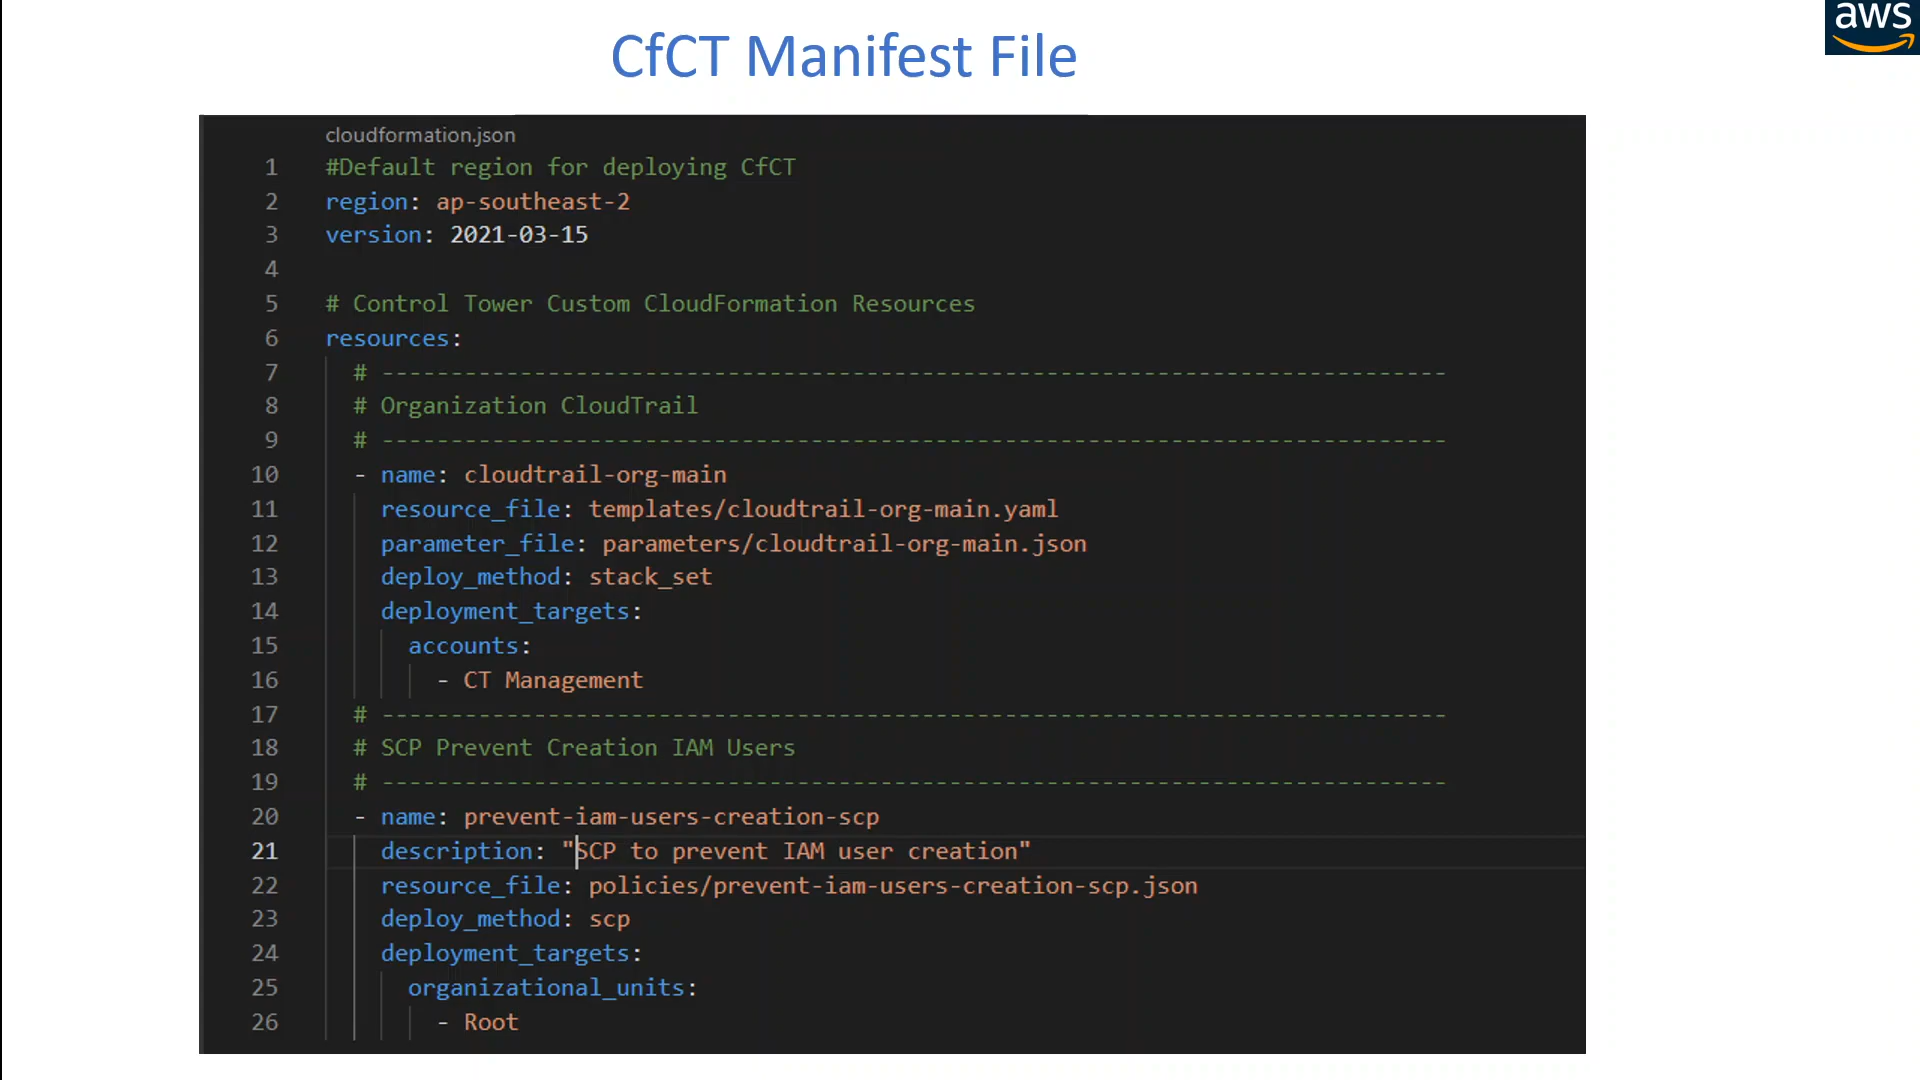 CfCT Manifest File
aws
cloudformation.json
1 #Default region for deploying CfCT
2 region: ap-southeast-2
3 version: 2021-03-15
4
5 # Control Tower Custom CloudFormation Resources
6 resources:
7 # -----------------------------------------------------------------------------
8 # Organization CloudTrail
9 # -----------------------------------------------------------------------------
10 - name: cloudtrail-org-main
11 resource_file: templates/cloudtrail-org-main.yaml
12 parameter_file: parameters/cloudtrail-org-main.json
13 deploy_method: stack_set
14 deployment_targets:
15 accounts:
16 - CT Management
17 # -----------------------------------------------------------------------------
18 # SCP Prevent Creation IAM Users
19 # -----------------------------------------------------------------------------
20 - name: prevent-iam-users-creation-scp
21 description: "SCP to prevent IAM user creation"
22 resource_file: policies/prevent-iam-users-creation-scp.json
23 deploy_method: scp
24 deployment_targets:
25 organizational_units:
26 - Root